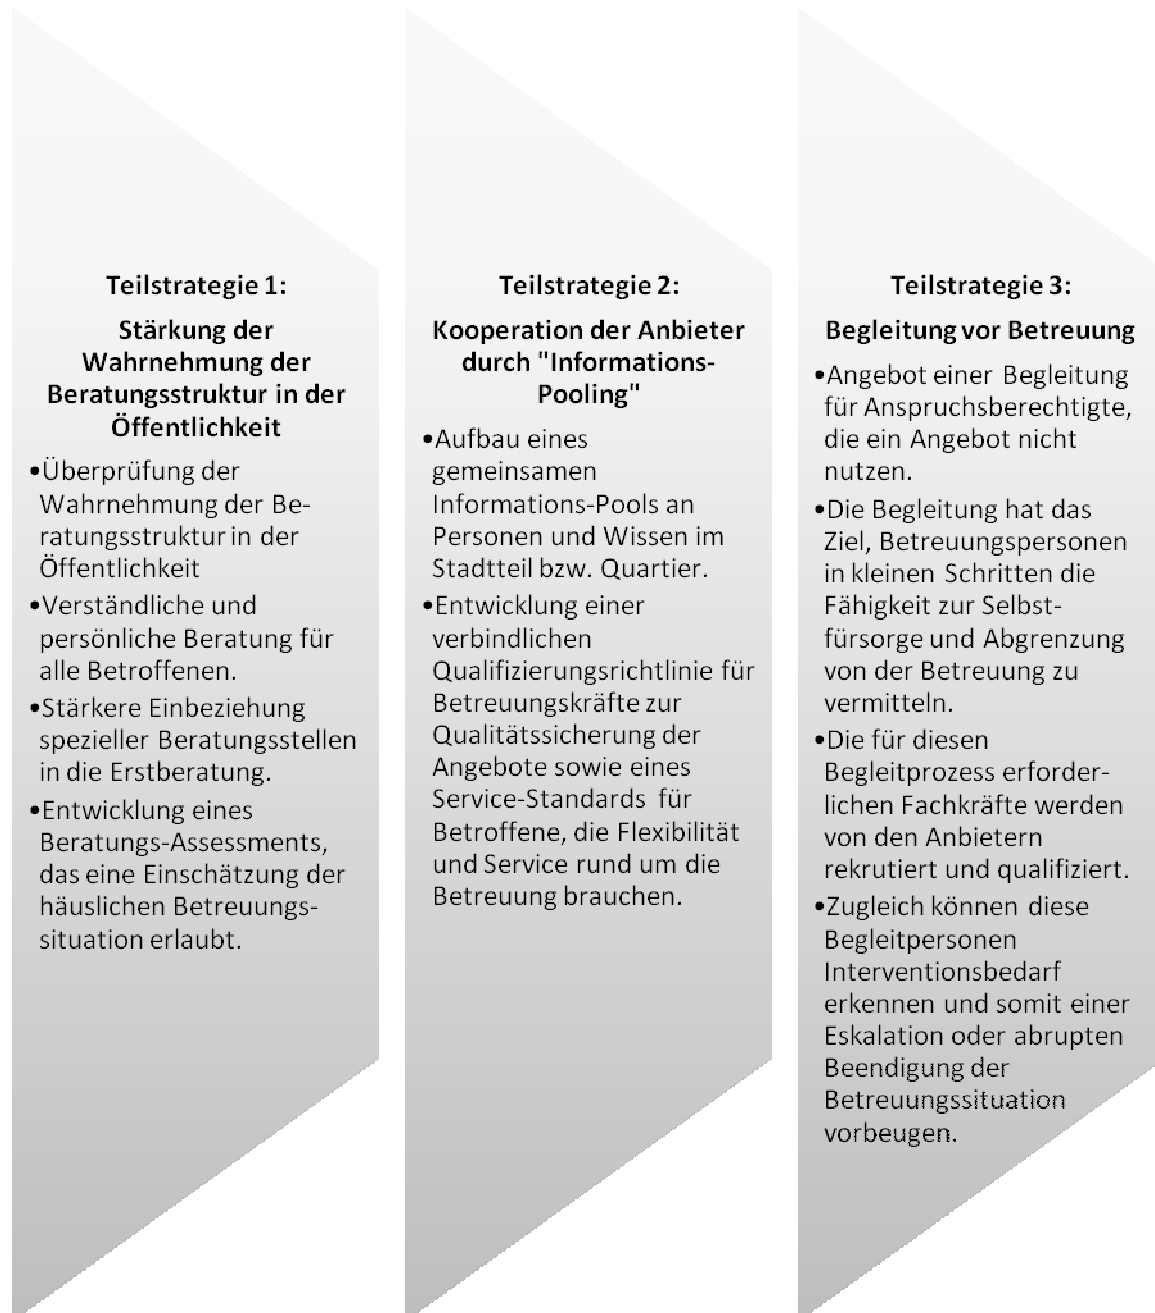 Teilstrategie 1:
Stärkung der
Wahrnehmung der
Beratungsstruktur in der
Öffentlichkeit
•Überprüfung der
Wahrnehmung der Be-
ratungsstruktur in der
Öffentlichkeit
•Verständliche und
persönliche Beratung für
alle Betroffenen.
•Stärkere Einbeziehung
spezieller Beratungsstellen
in die Erstberatung.
•Entwicklung eines
Beratungs-Assessments,
das eine Einschätzung der
häuslichen Betreuungs-
situation erlaubt.
Teilstrategie 2:
Kooperation der Anbieter
durch "Informations-
Pooling"
•Aufbau eines
gemeinsamen
Informations-Pools an
Personen und Wissen im
Stadtteil bzw. Quartier.
•Entwicklung einer
verbindlichen
Qualifizierungsrichtlinie für
Betreuungskräfte zur
Qualitätssicherung der
Angebote sowie eines
Service-Standards für
Betroffene, die Flexibilität
und Service rund um die
Betreuung brauchen.
Teilstrategie 3:
Begleitung vor Betreuung
•Angebot einer Begleitung
für Anspruchsberechtigte,
die ein Angebot nicht
nutzen.
•Die Begleitung hat das
Ziel, Betreuungspersonen
in kleinen Schritten die
Fähigkeit zur Selbst-
fürsorge und Abgrenzung
von der Betreuung zu
vermitteln.
•Die für diesen
Begleitprozess erforder-
lichen Fachkräfte werden
von den Anbietern
rekrutiert und qualifiziert.
•Zugleich können diese
Begleitpersonen
Interventionsbedarf
erkennen und somit einer
Eskalation oder abrupten
Beendigung der
Betreuungssituation
vorbeugen.